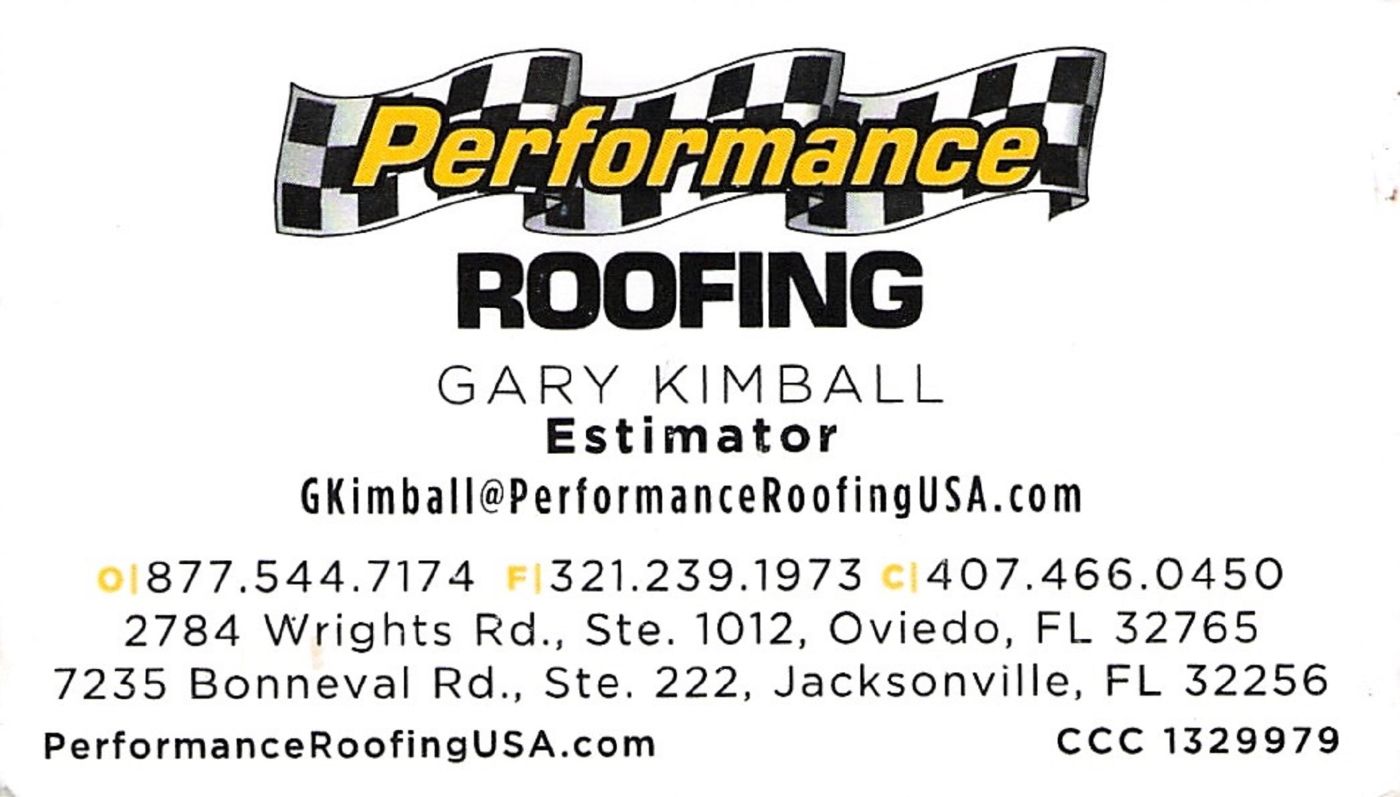 Performance
ROOFING
GARY KIMBALL
Estimator
GKimball@PerformanceRoofingUSA.com
O|877.544.7174 F|321.239.1973 C|407.466.0450
2784 Wrights Rd., Ste. 1012, Oviedo, FL 32765
7235 Bonneval Rd., Ste. 222, Jacksonville, FL 32256
PerformanceRoofingUSA.com CCC 1329979